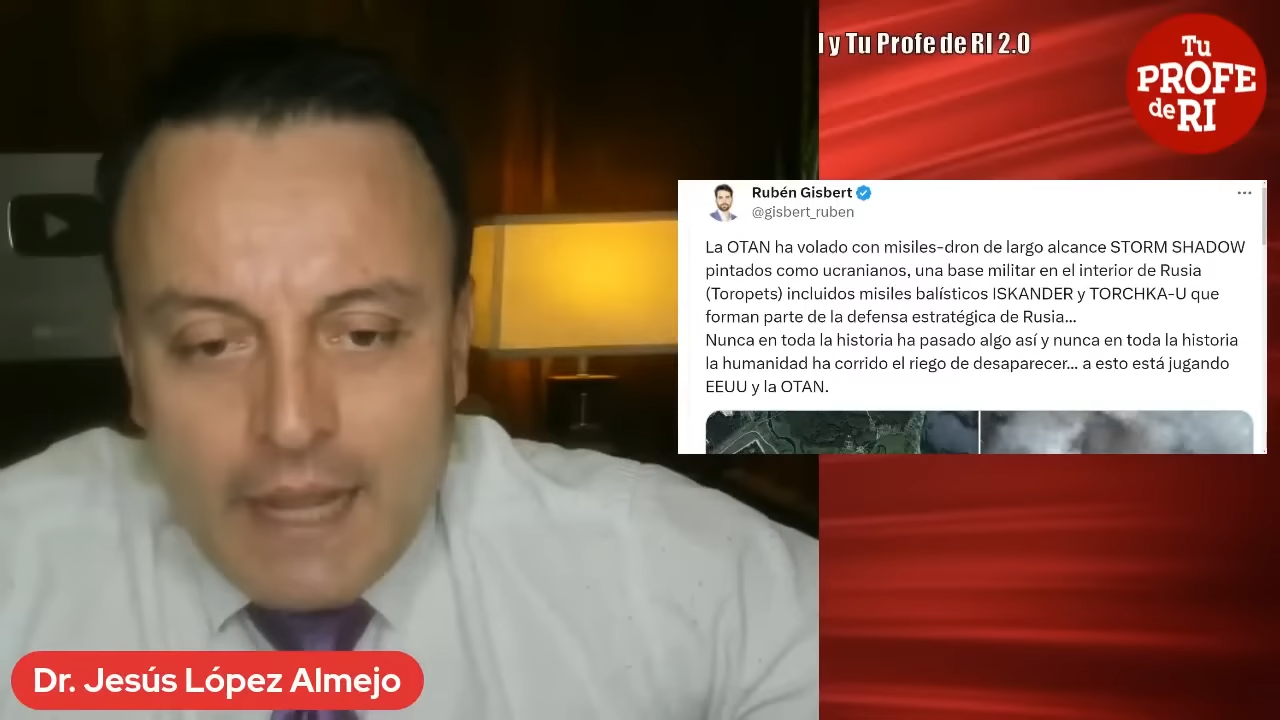 l y Tu Profe de RI 2.0
Tu
PROFE
de RI
Rubén Gisbert
@gisbert_ruben
La OTAN ha volado con misiles-dron de largo alcance STORM SHADOW
pintados como ucranianos, una base militar en el interior de Rusia
(Toropets) incluidos misiles balísticos ISKANDER y TORCHKA-U que
forman parte de la defensa estratégica de Rusia...
Nunca en toda la historia ha pasado algo así y nunca en toda la historia
la humanidad ha corrido el riego de desaparecer... a esto está jugando
EEUU y la OTAN.
Dr. Jesús López Almejo